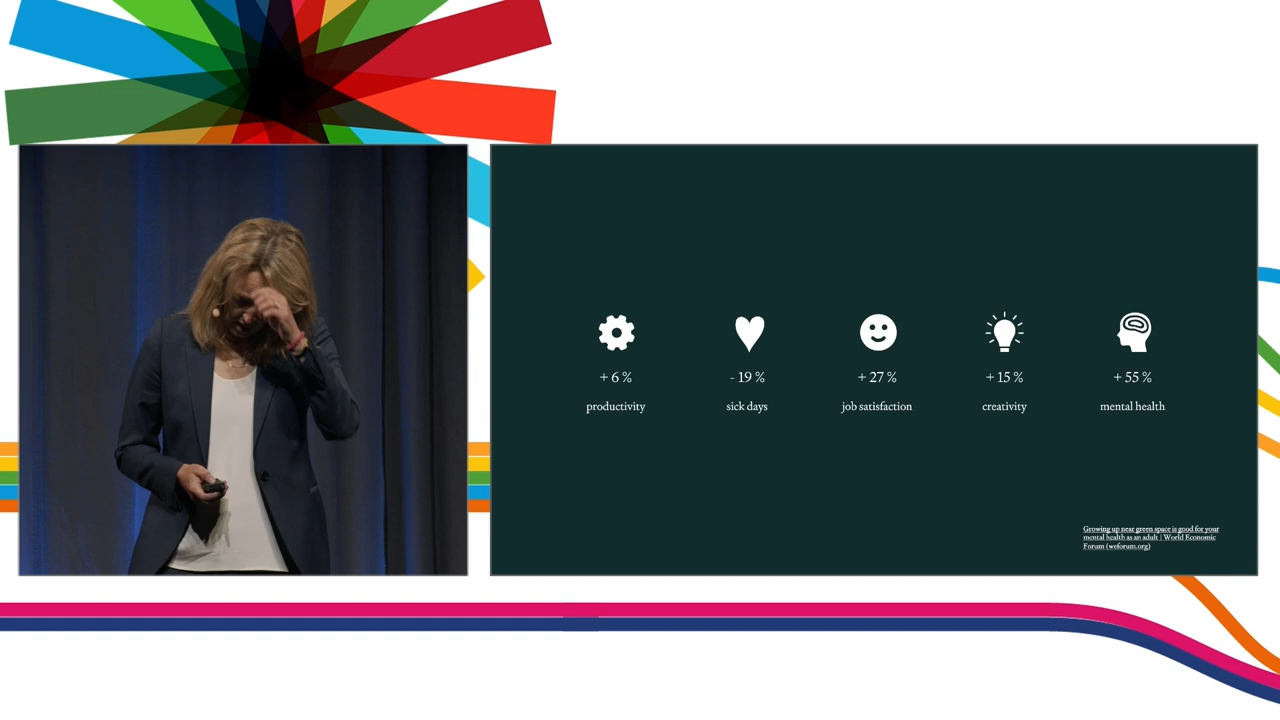 + 6 %
productivity
- 19 %
sick days
+ 27 %
job satisfaction
+ 15 %
creativity
+ 55 %
mental health
Growing up near green space is good for your
mental health as an adult | World Economic
Forum (weforum.org)